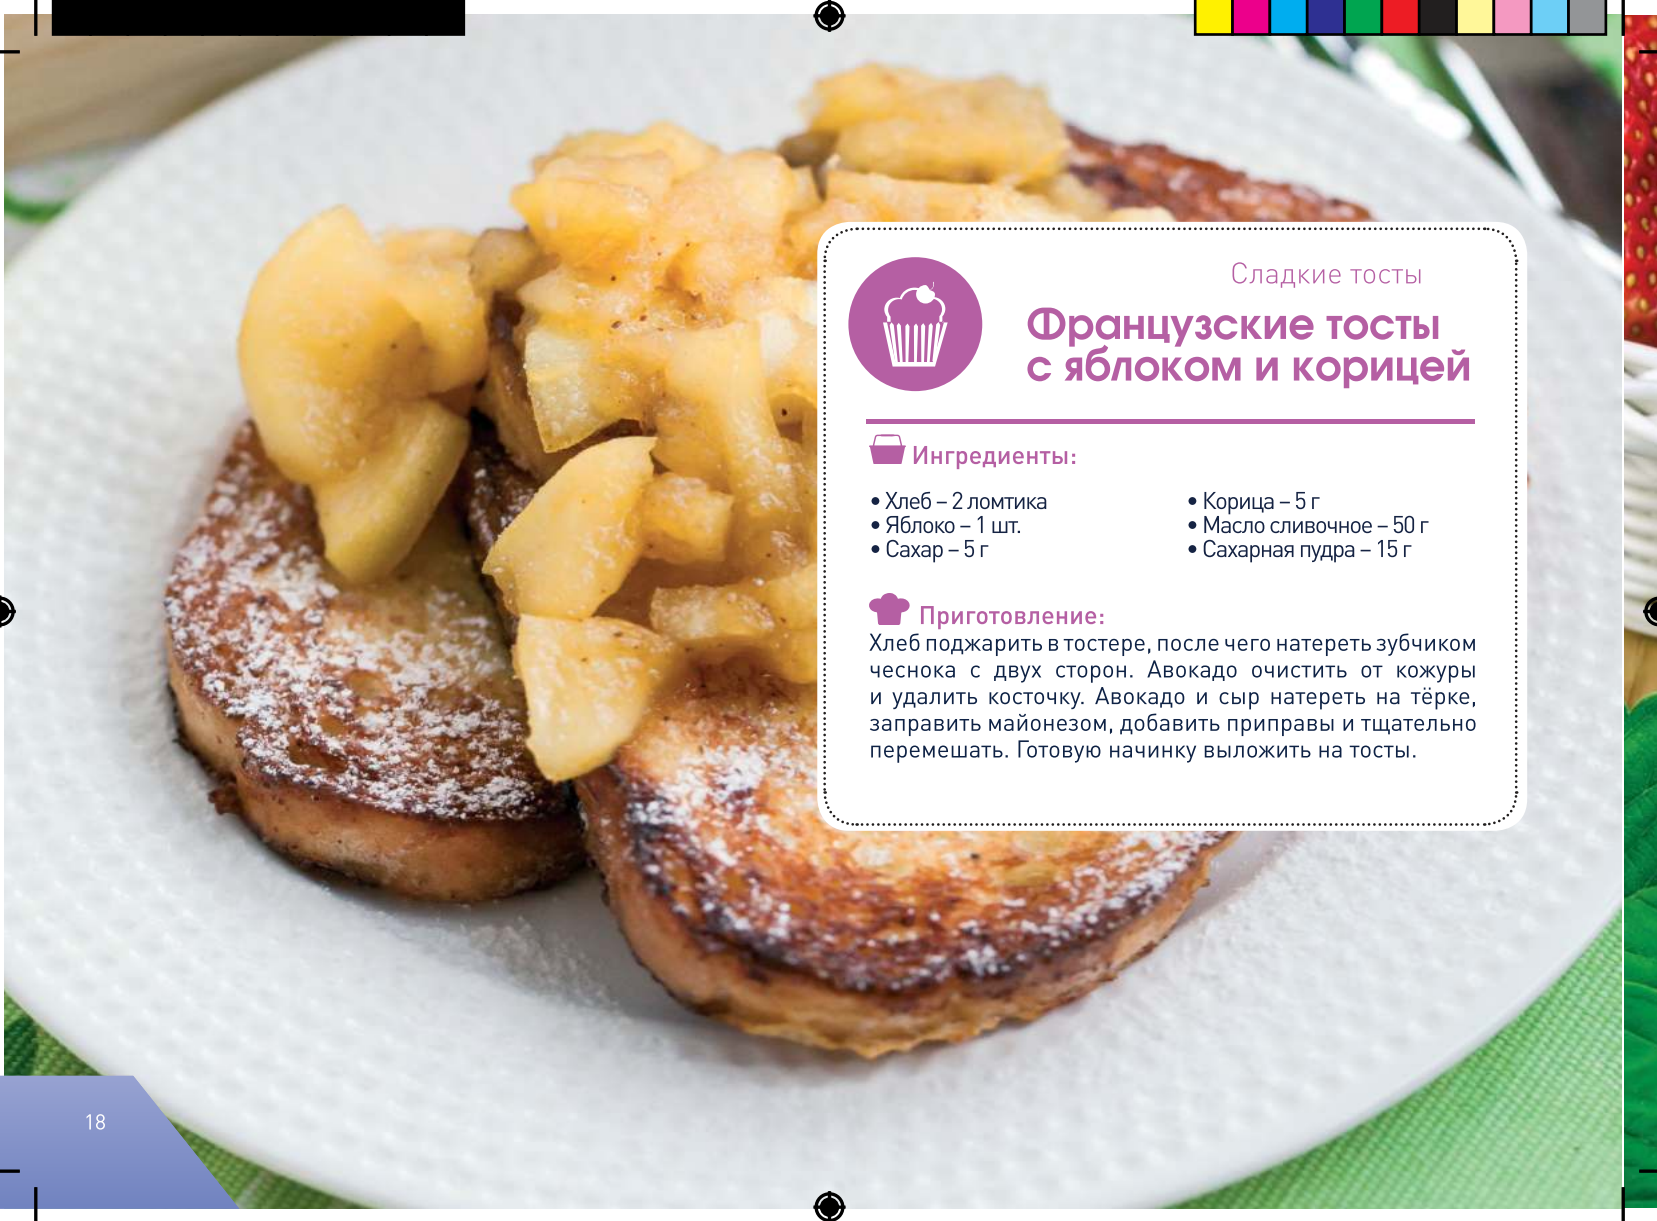 Сладкие тосты
Французские тосты
с яблоком и корицей
Ингредиенты:
• Хлеб – 2 ломтика
• Яблоко – 1 шт.
• Сахар – 5 г
• Корица – 5 г
• Масло сливочное – 50 г
• Сахарная пудра – 15 г
Приготовление:
Хлеб поджарить в тостере, после чего натереть зубчиком
чеснока с двух сторон. Авокадо очистить от кожуры
и удалить косточку. Авокадо и сыр натереть на тёрке,
заправить майонезом, добавить приправы и тщательно
перемешать. Готовую начинку выложить на тосты.
18